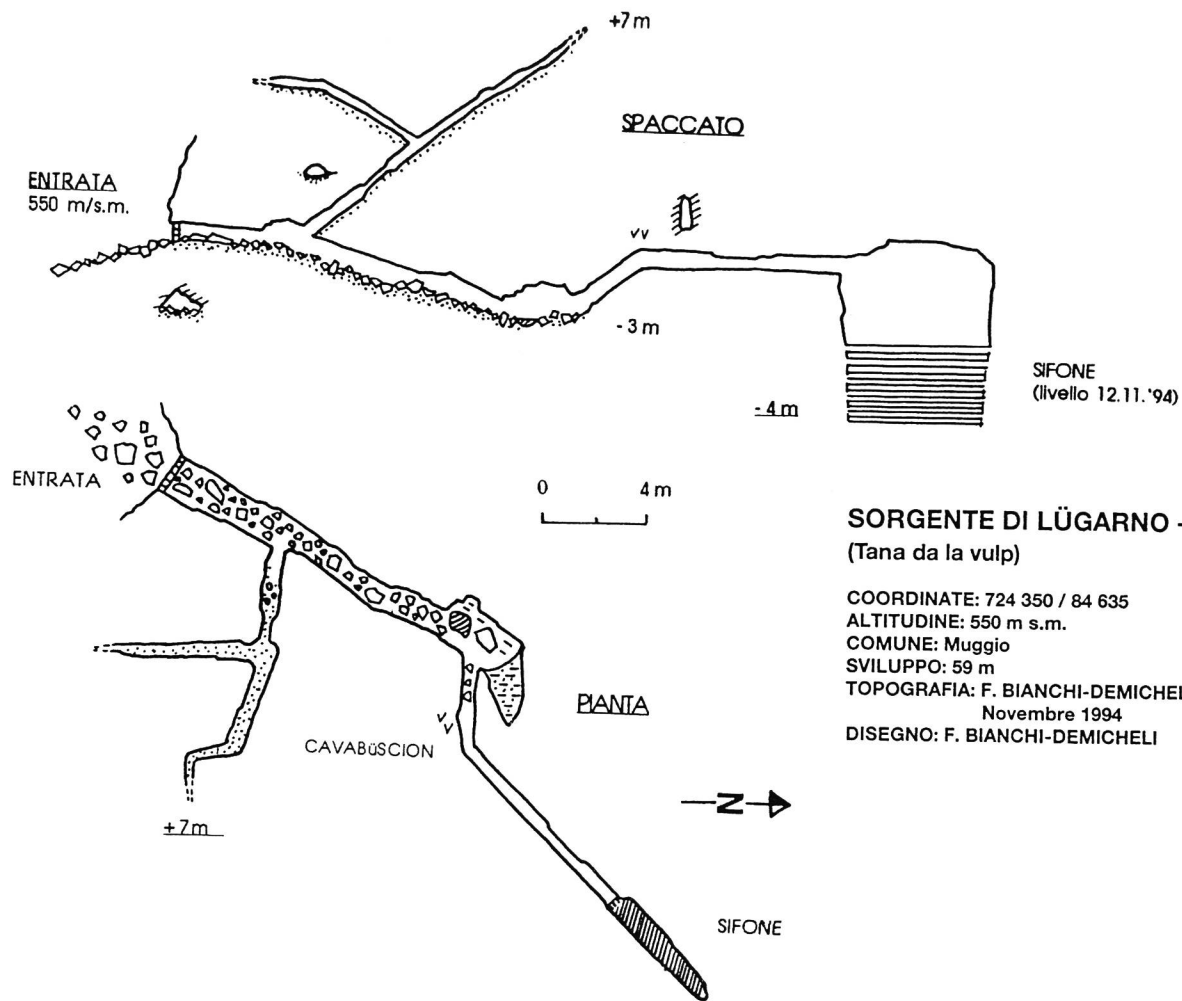 +7m
SPACCATO
ENTRATA
550 m/s.m.
vv
- 3 m
SIFONE
(livello 12.11.'94)
- 4 m
ENTRATA
0 4 m
SORGENTE DI LÜGARNO -
(Tana da la vulp)
COORDINATE: 724 350 / 84 635
ALTITUDINE: 550 m s.m.
COMUNE: Muggio
SVILUPPO: 59 m
TOPOGRAFIA: F. BIANCHI-DEMICHE
Novembre 1994
DISEGNO: F. BIANCHI-DEMICHELI
PIANTA
vv
CAVABüSCION
N
+7m
SIFONE